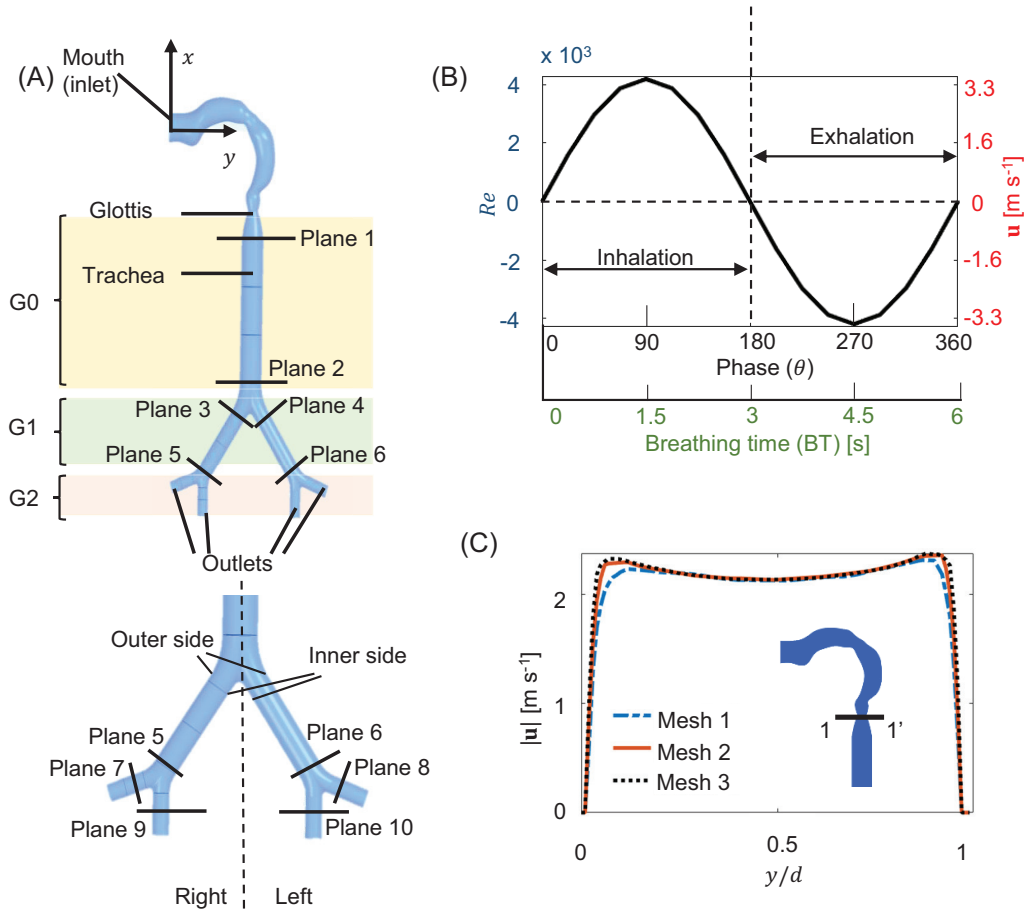 (A)
x
Mouth
(inlet)
y
Glottis
Plane 1
Trachea
G0
Plane 2
Plane 3
Plane 4
G1
Plane 5
Plane 6
G2
Outlets
Outer side
Inner side
Plane 5
Plane 6
Plane 7
Plane 8
Plane 9
Plane 10
Right
Left
(B)
x 10³
4
2
0
-2
-4
Re
3.3
1.6
0
-1.6
-3.3
u [m s⁻¹]
Exhalation
Inhalation
0 90 180 270 360
Phase (θ)
0 1.5 3 4.5 6
Breathing time (BT) [s]
(C)
2
1
0
|u| [m s⁻¹]
Mesh 1
Mesh 2
Mesh 3
1 1’
0 0.5 1
y/d